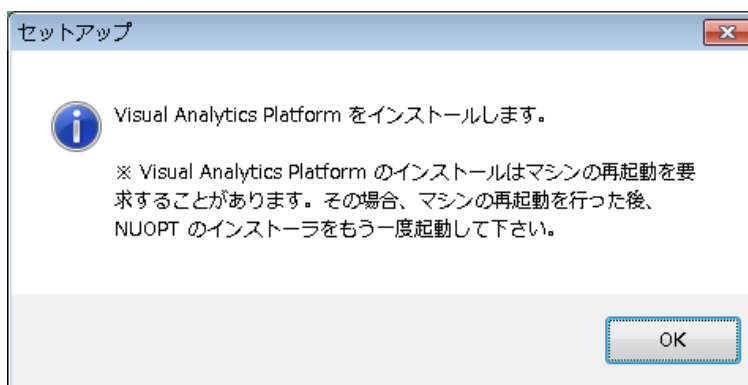 セットアップ
Visual Analytics Platform をインストールします。
※ Visual Analytics Platform のインストールはマシンの再起動を要
求することがあります。その場合、マシンの再起動を行った後、
NUOPT のインストーラをもう一度起動して下さい。
OK